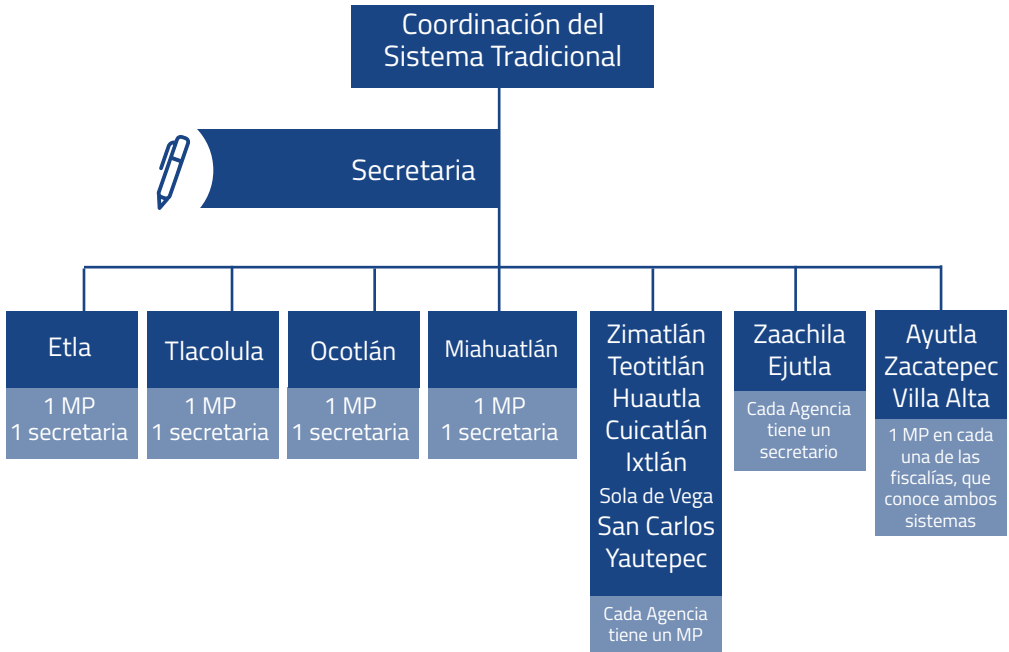 Coordinación del
Sistema Tradicional
Secretaria
Etla
1 MP
1 secretaria
Tlacolula
1 MP
1 secretaria
Ocotlán
1 MP
1 secretaria
Miahuatlán
1 MP
1 secretaria
Zimatlán
Teotitlán
Huautla
Cuicatlán
Ixtlán
Sola de Vega
San Carlos
Yautepec
Cada Agencia
tiene un MP
Zaachila
Ejutla
Cada Agencia
tiene un
secretario
Ayutla
Zacatepec
Villa Alta
1 MP en cada
una de las
fiscalías, que
conoce ambos
sistemas